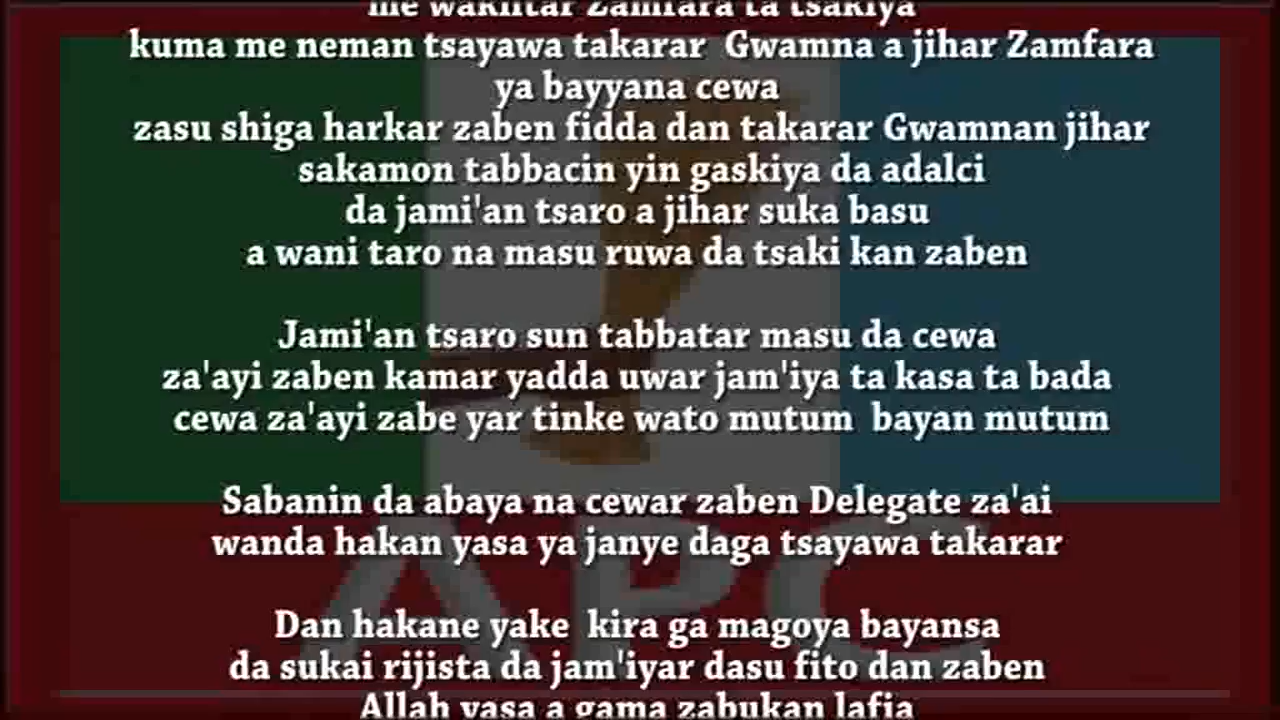 me wakiltar Zamfara ta tsakiya
kuma me neman tsayawa takarar Gwamna a jihar Zamfara
ya bayyana cewa
zasu shiga harkar zaben fidda dan takarar Gwamnan jihar
sakamon tabbacin yin gaskiya da adalci
da jami'an tsaro a jihar suka basu
a wani taro na masu ruwa da tsaki kan zaben
Jami'an tsaro sun tabbatar masu da cewa
za'ayi zaben kamar yadda uwar jam'iya ta kasa ta bada
cewa za'ayi zabe yar tinke wato mutum bayan mutum
Sabanin da abaya na cewar zaben Delegate za'ai
wanda hakan yasa ya janye daga tsayawa takarar
Dan hakane yake kira ga magoya bayansa
da sukai rijista da jam'iyar dasu fito dan zaben
Allah yasa a gama zabukan lafia
APC